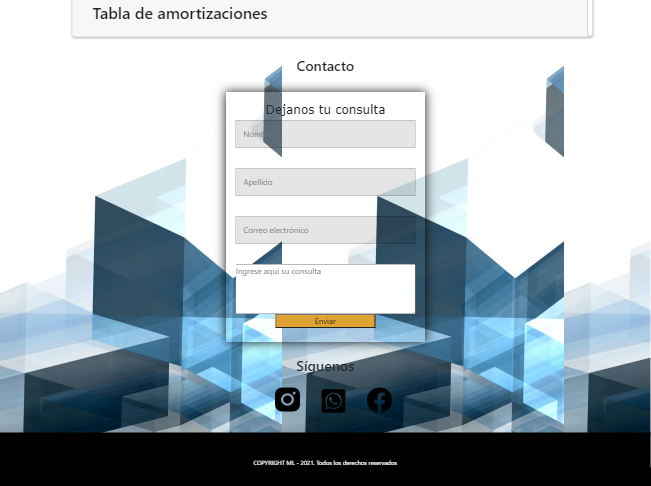 Tabla de amortizaciones
Contacto
Dejanos tu consulta
Nombre
Apellido
Correo electrónico
Ingrese aqui su consulta
Enviar
Síguenos
COPYRIGHT ML - 2021. Todos los derechos reservados